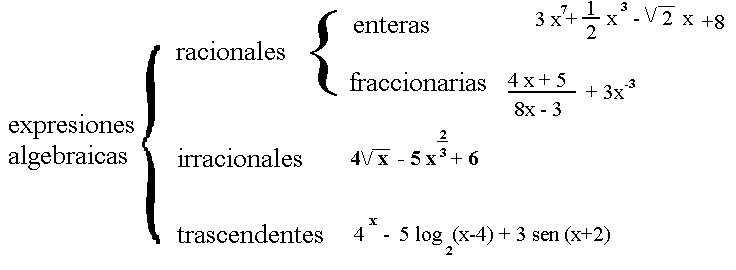 expresiones
algebraicas
racionales
enteras 3 x⁷ + 1/2 x³ - √2 x + 8
fraccionarias (4 x + 5)/(8x - 3) + 3x⁻³
irracionales 4√x - 5 x^(2/3) + 6
trascendentes 4ˣ - 5 log₂ (x-4) + 3 sen (x+2)